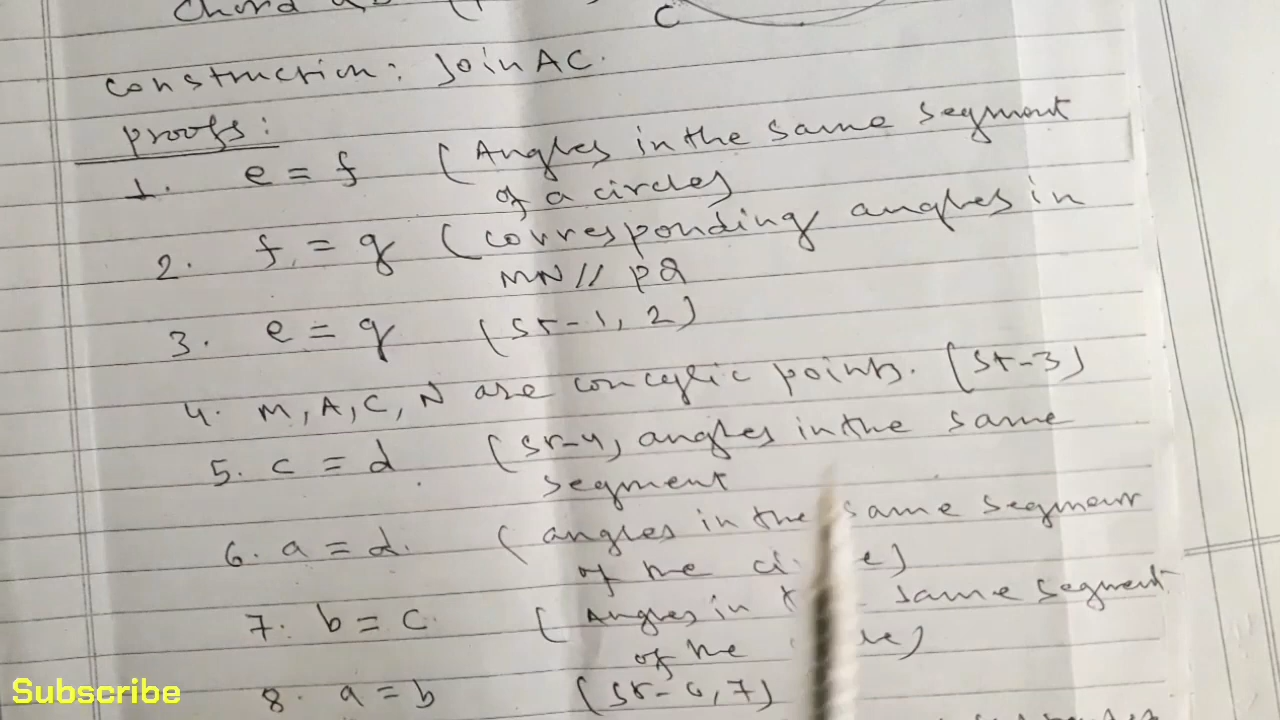 chord
C
construction: Join AC.
proofs:
1. e = f (Angles in the same segment
of a circles
2. f = g (corresponding angles in
MN // PQ
3. e = g (st-1, 2)
4. M, A, C, N are concyclic points. (st-3)
5. c = d (st-4, angles in the same
segment
6. a = d. (angles in the same segment
of the
7. b = c. (Angles in same segment
of the
8. a = b (st- 6, 7)
Subscribe